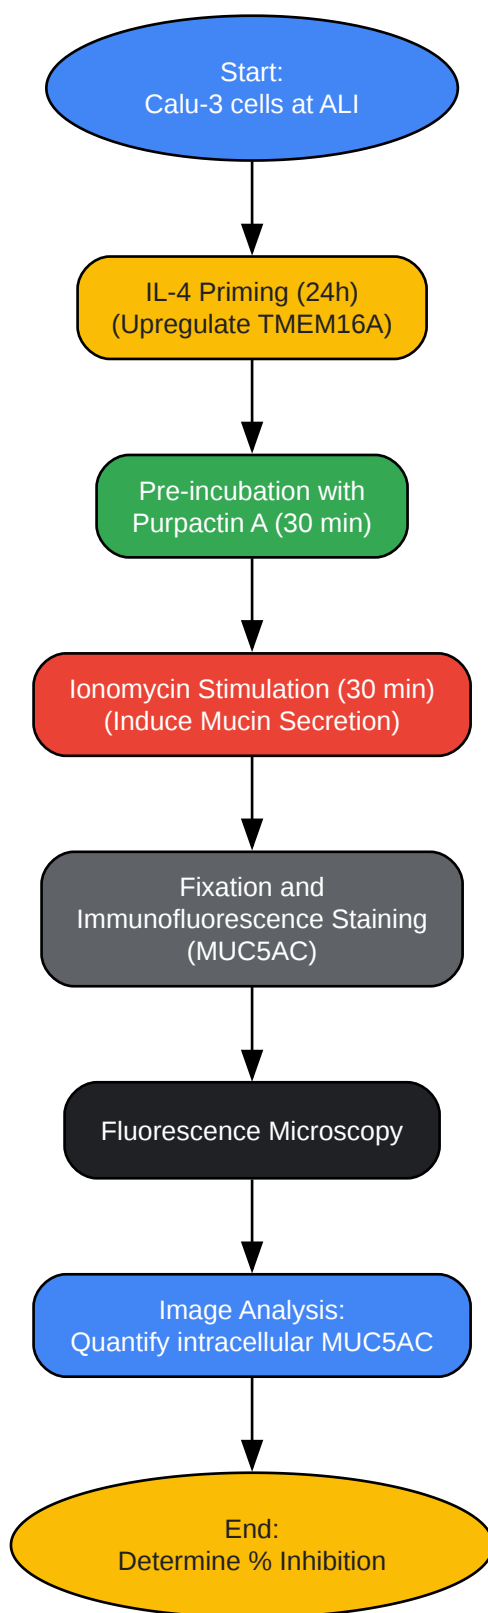 Start:
Calu-3 cells at ALI
IL-4 Priming (24h)
(Upregulate TMEM16A)
Pre-incubation with
Purpactin A (30 min)
Ionomycin Stimulation (30 min)
(Induce Mucin Secretion)
Fixation and
Immunofluorescence Staining
(MUC5AC)
Fluorescence Microscopy
Image Analysis:
Quantify intracellular MUC5AC
End:
Determine % Inhibition